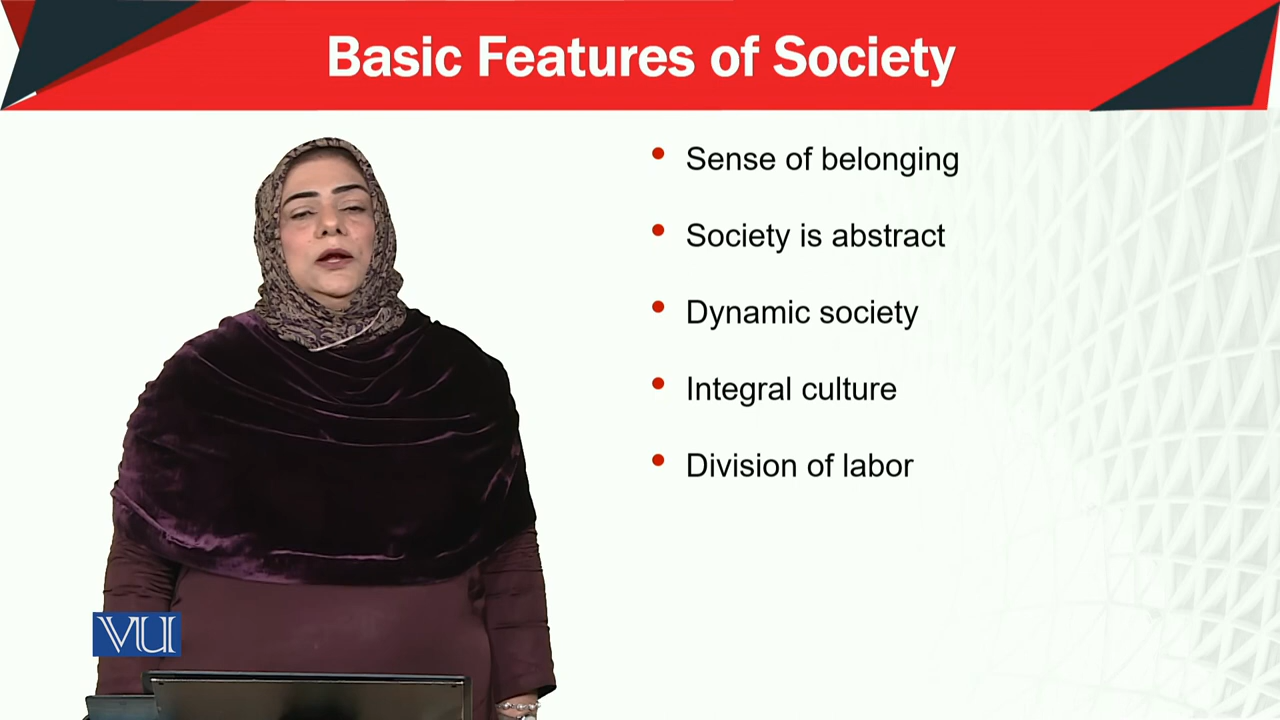 Basic Features of Society
Sense of belonging
Society is abstract
Dynamic society
Integral culture
Division of labor
VU